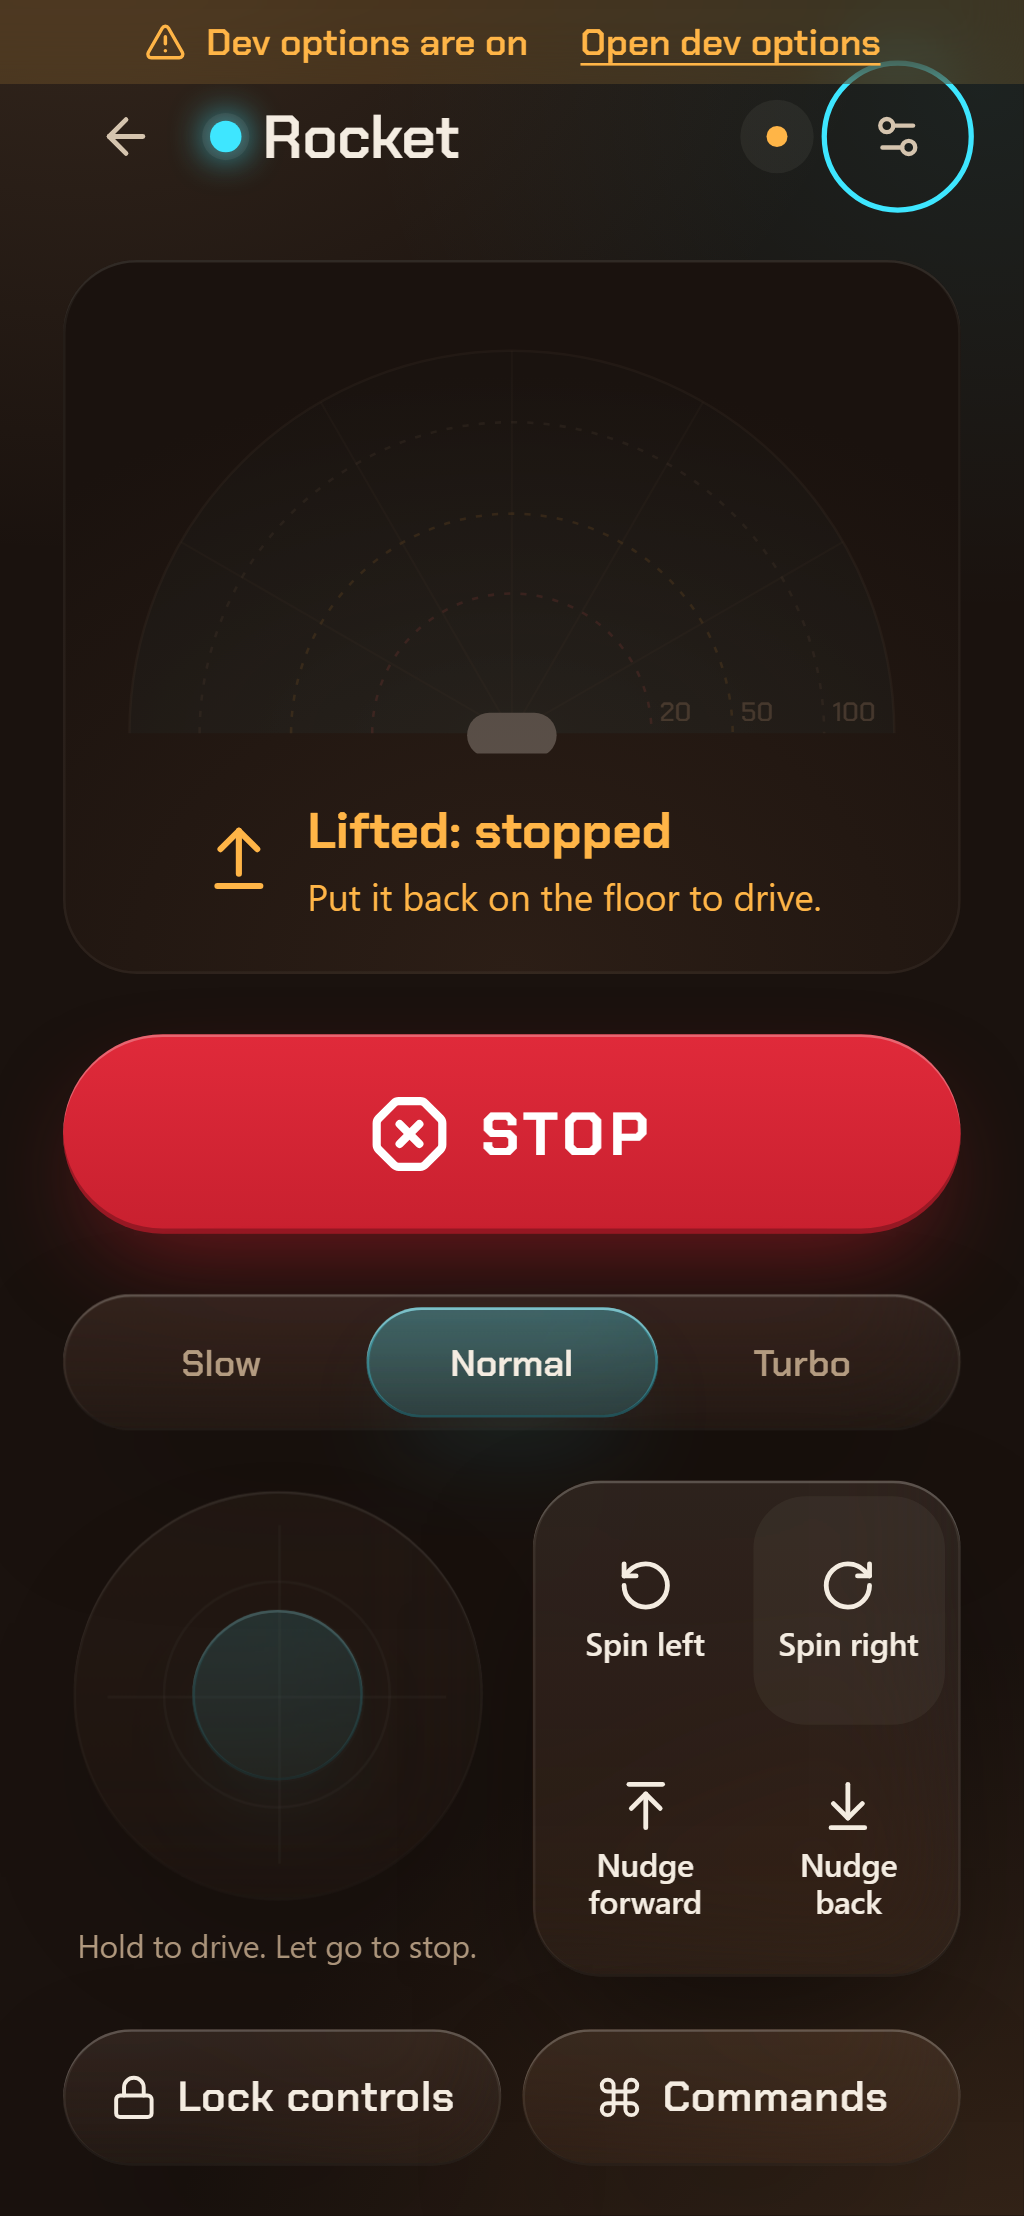 Dev options are on Open dev options
Rocket
20 50 100
Lifted: stopped
Put it back on the floor to drive.
STOP
Slow Normal Turbo
Spin left Spin right
Nudge forward
Nudge back
Hold to drive. Let go to stop.
Lock controls Commands